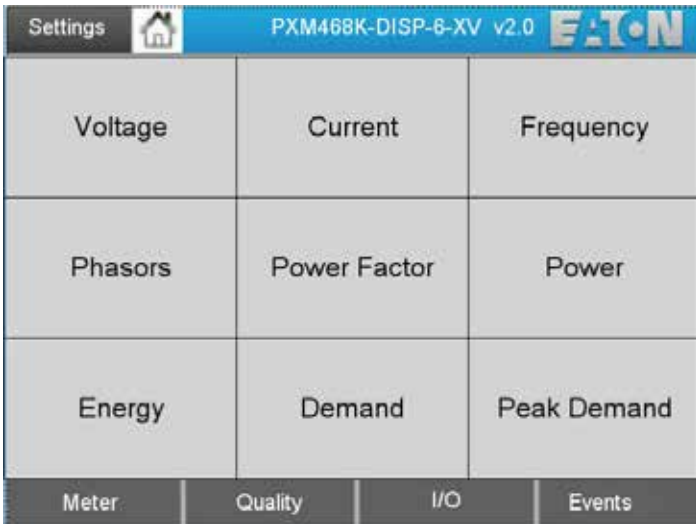 Settings PXM468K-DISP-6-XV v2.0 EATON
Voltage Current Frequency
Phasors Power Factor Power
Energy Demand Peak Demand
Meter Quality I/O Events